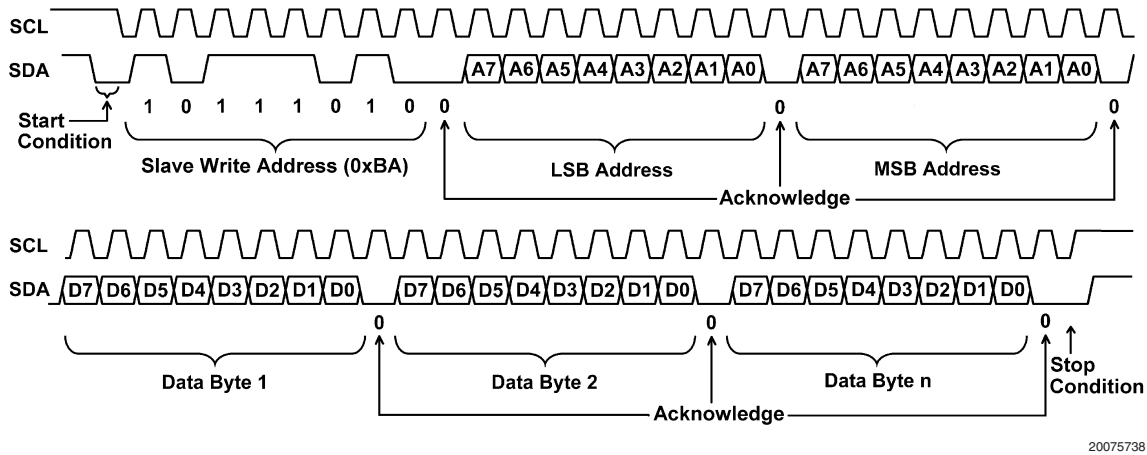 SCL
SDA A7 A6 A5 A4 A3 A2 A1 A0 A7 A6 A5 A4 A3 A2 A1 A0
1 0 1 1 1 0 1 0 0 0 0
Start
Condition
Slave Write Address (0xBA)
LSB Address
MSB Address
Acknowledge
SCL
SDA D7 D6 D5 D4 D3 D2 D1 D0 D7 D6 D5 D4 D3 D2 D1 D0 D7 D6 D5 D4 D3 D2 D1 D0
0 0 0
Data Byte 1
Data Byte 2
Data Byte n
Stop
Condition
Acknowledge
20075738